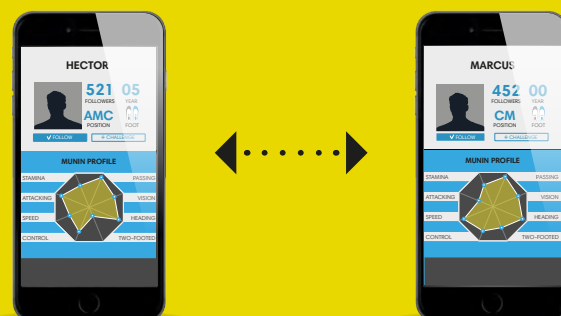 HECTOR
521 05
FOLLOWERS YEAR
AMC
POSITION FOOT
FOLLOW + CHALLENGE
MUNIN PROFILE
STAMINA PASSING
ATTACKING VISION
SPEED HEADING
CONTROL TWO-FOOTED
MARCUS
452 00
FOLLOWERS YEAR
CM
POSITION FOOT
FOLLOW + CHALLENGE
MUNIN PROFILE
STAMINA PASSING
ATTACKING VISION
SPEED HEADING
CONTROL TWO-FOOTED